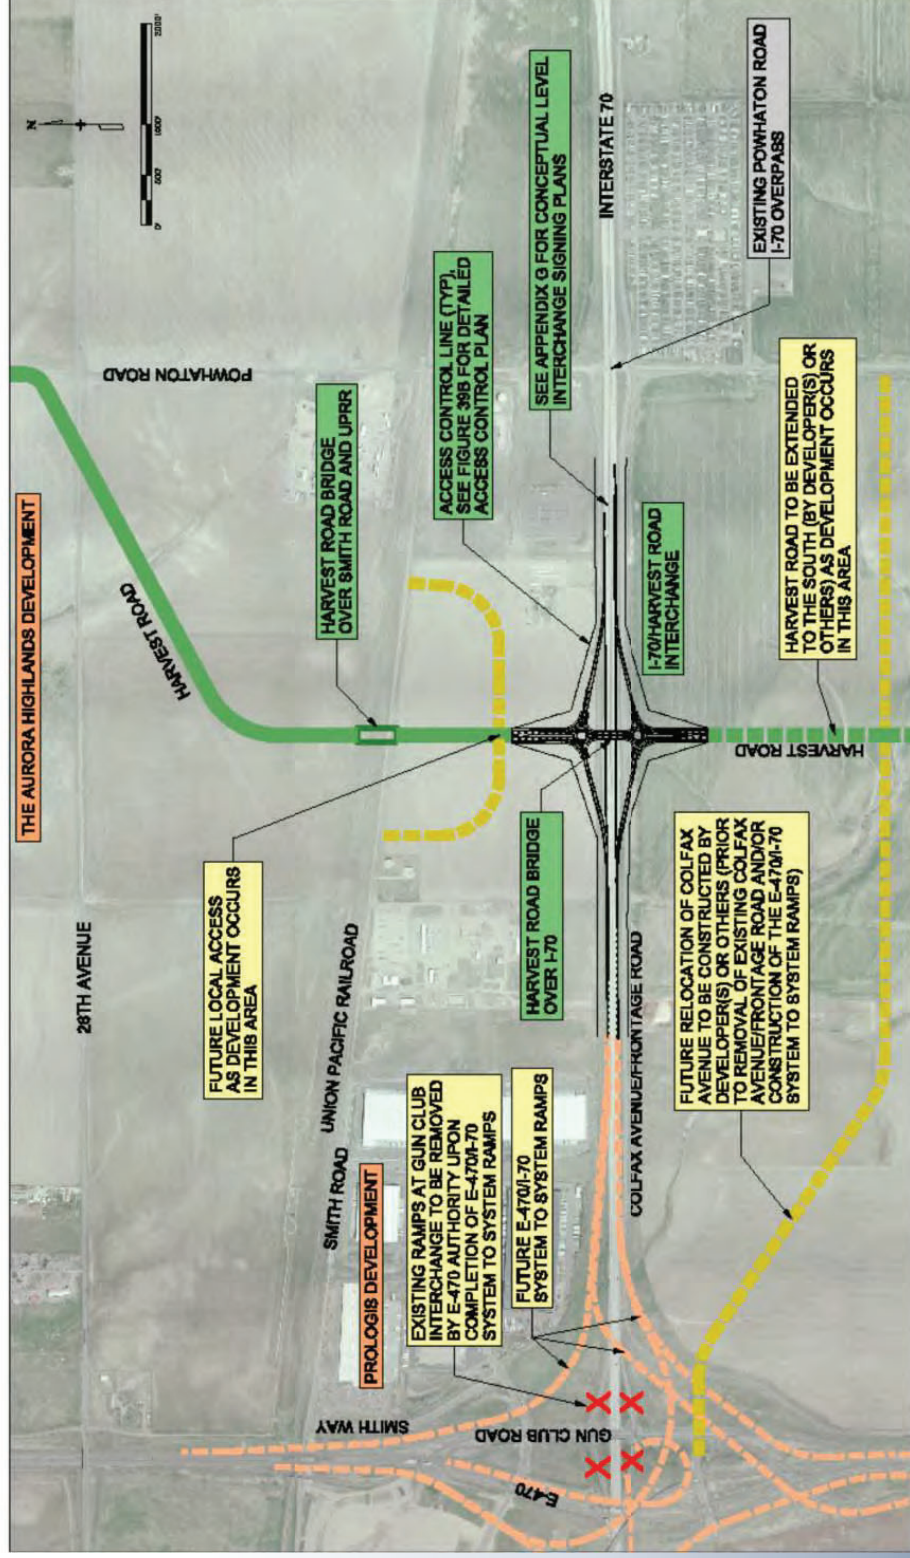 THE AURORA HIGHLANDS DEVELOPMENT
N
0'
500'
1000'
2000'
28TH AVENUE
HARVEST ROAD
POWHATON ROAD
FUTURE LOCAL ACCESS
AS DEVELOPMENT OCCURS
IN THIS AREA
HARVEST ROAD BRIDGE
OVER SMITH ROAD AND UPRR
UNION PACIFIC RAILROAD
SMITH ROAD
PROLOGIS DEVELOPMENT
SMITH WAY
ACCESS CONTROL LINE (TYP),
SEE FIGURE 39B FOR DETAILED
ACCESS CONTROL PLAN
EXISTING RAMPS AT GUN CLUB
INTERCHANGE TO BE REMOVED
BY E-470 AUTHORITY UPON
COMPLETION OF E-470/I-70
SYSTEM TO SYSTEM RAMPS
FUTURE E-470/I-70
SYSTEM TO SYSTEM RAMPS
HARVEST ROAD BRIDGE
OVER I-70
SEE APPENDIX G FOR CONCEPTUAL LEVEL
INTERCHANGE SIGNING PLANS
E-470
GUN CLUB ROAD
INTERSTATE 70
COLFAX AVENUE/FRONTAGE ROAD
I-70/HARVEST ROAD
INTERCHANGE
FUTURE RELOCATION OF COLFAX
AVENUE TO BE CONSTRUCTED BY
DEVELOPER(S) OR OTHERS (PRIOR
TO REMOVAL OF EXISTING COLFAX
AVENUE/FRONTAGE ROAD AND/OR
CONSTRUCTION OF THE E-470/I-70
SYSTEM TO SYSTEM RAMPS)
HARVEST ROAD
HARVEST ROAD
HARVEST ROAD TO BE EXTENDED
TO THE SOUTH (BY DEVELOPER(S) OR
OTHERS) AS DEVELOPMENT OCCURS
IN THIS AREA
EXISTING POWHATON ROAD
I-70 OVERPASS